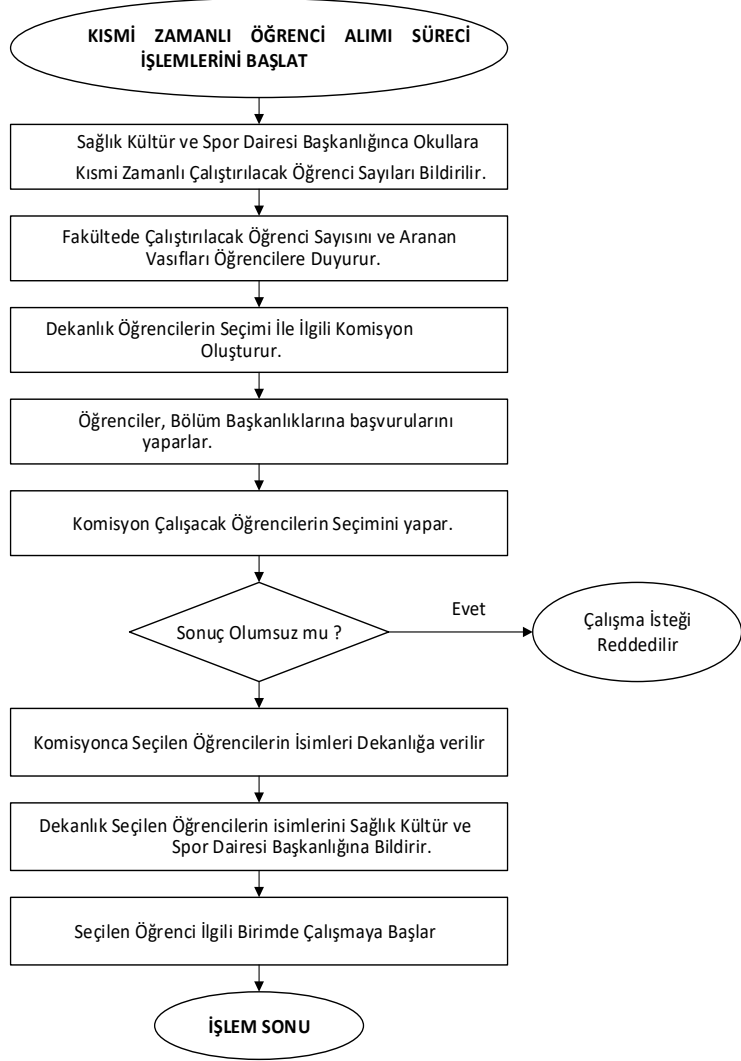 KISMİ ZAMANLI ÖĞRENCİ ALIMI SÜRECİ
İŞLEMLERİNİ BAŞLAT
Sağlık Kültür ve Spor Dairesi Başkanlığınca Okullara
Kısmi Zamanlı Çalıştırılacak Öğrenci Sayıları Bildirilir.
Fakültede Çalıştırılacak Öğrenci Sayısını ve Aranan
Vasıfları Öğrencilere Duyurur.
Dekanlık Öğrencilerin Seçimi İle İlgili Komisyon
Oluşturur.
Öğrenciler, Bölüm Başkanlıklarına başvurularını
yaparlar.
Komisyon Çalışacak Öğrencilerin Seçimini yapar.
Sonuç Olumsuz mu ?
Evet
Çalışma İsteği
Reddedilir
Komisyonca Seçilen Öğrencilerin İsimleri Dekanlığa verilir
Dekanlık Seçilen Öğrencilerin isimlerini Sağlık Kültür ve
Spor Dairesi Başkanlığına Bildirir.
Seçilen Öğrenci İlgili Birimde Çalışmaya Başlar
İŞLEM SONU